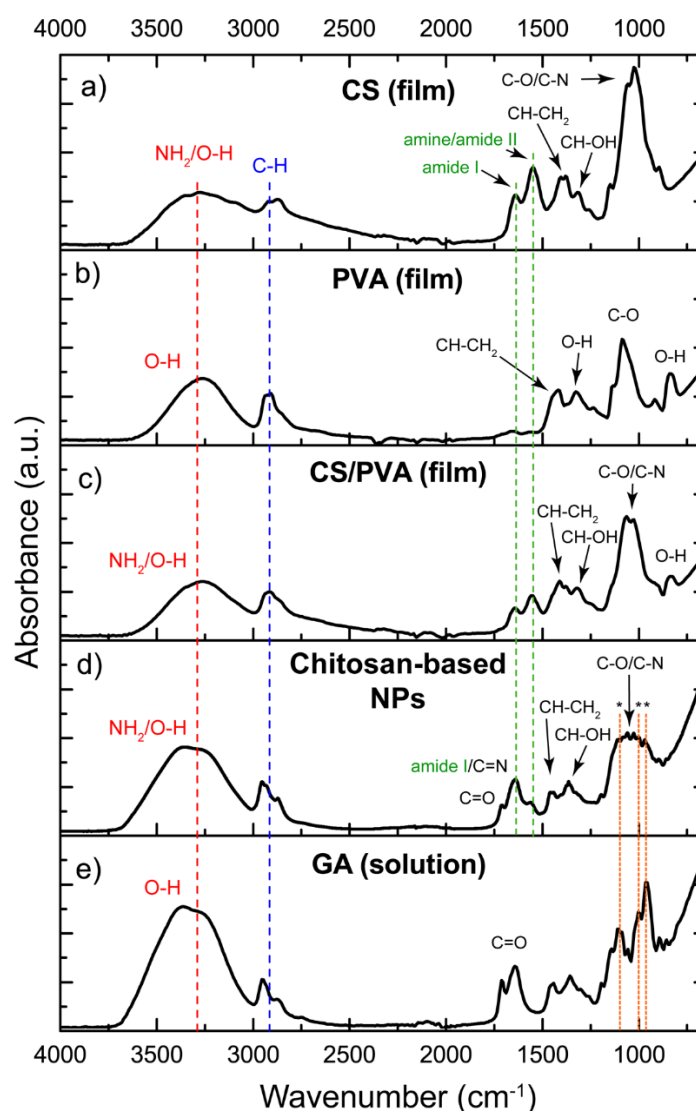 4000 3500 3000 2500 2000 1500 1000
a)
CS (film)
C-O/C-N
CH-CH₂
NH₂/O-H
C-H
amine/amide II
amide I
CH-OH
b)
PVA (film)
C-O
O-H
CH-CH₂
O-H
O-H
c)
CS/PVA (film)
C-O/C-N
CH-CH₂
CH-OH
NH₂/O-H
O-H
d)
Chitosan-based
NPs
C-O/C-N
* **
CH-CH₂
NH₂/O-H
CH-OH
amide I/C=N
C=O
e)
GA (solution)
O-H
C=O
4000 3500 3000 2500 2000 1500 1000
Wavenumber (cm⁻¹)
Absorbance (a.u.)